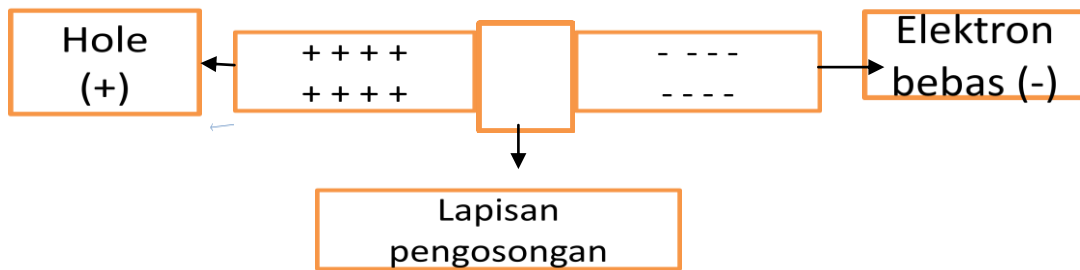 Hole
(+)
+ + + +
+ + + +
- - - -
- - - -
Elektron
bebas (-)
Lapisan
pengosongan